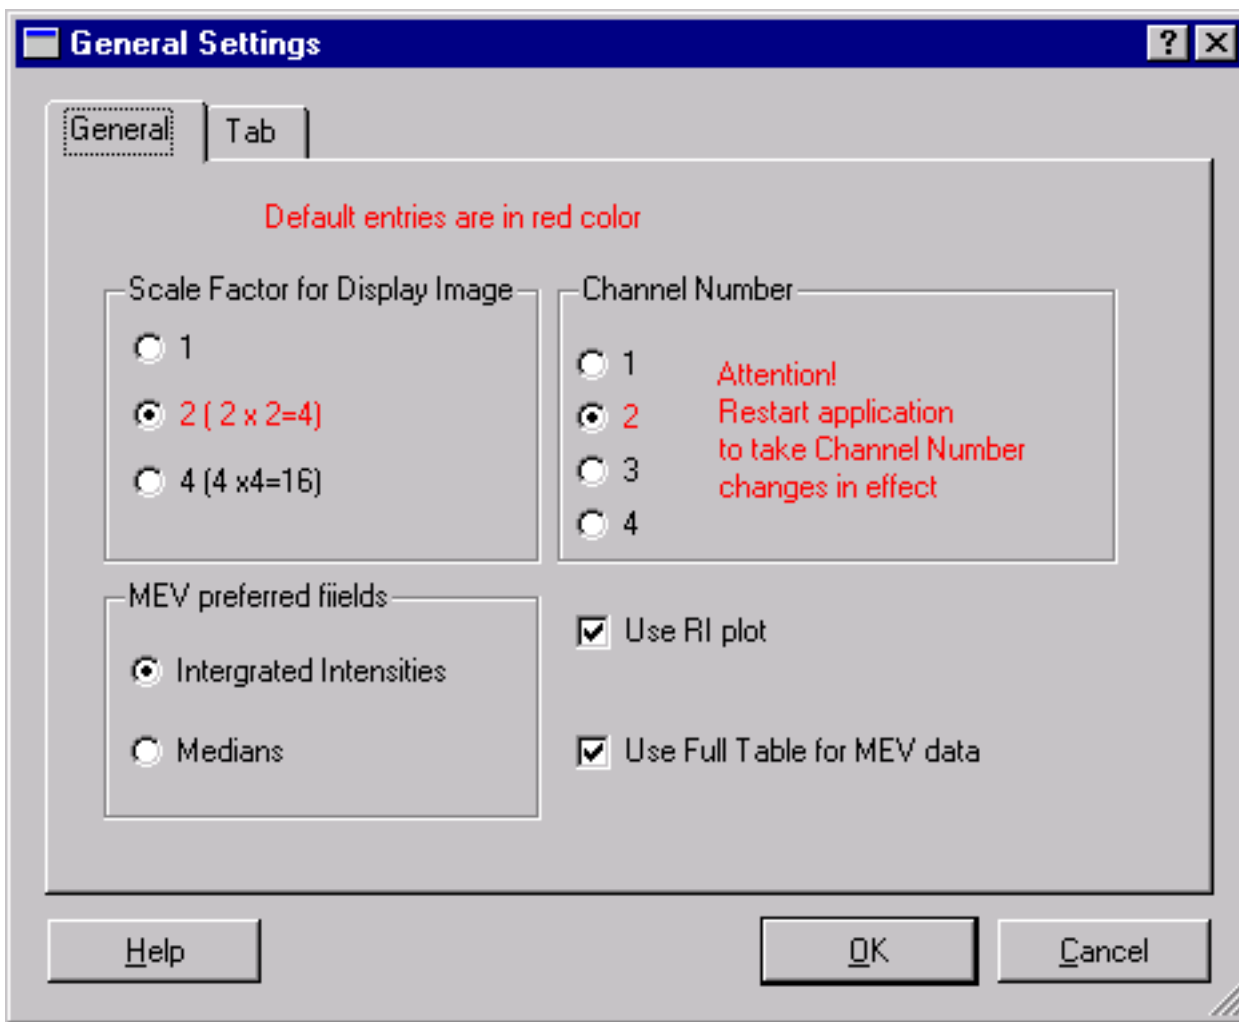 General Settings
General
Tab
Default entries are in red color
Scale Factor for Display Image
1
2 ( 2 x 2=4)
4 (4 x4=16)
Channel Number
1
2
3
4
Attention!
Restart application
to take Channel Number
changes in effect
MEV preferred fiields
Intergrated Intensities
Medians
Use RI plot
Use Full Table for MEV data
Help
OK
Cancel